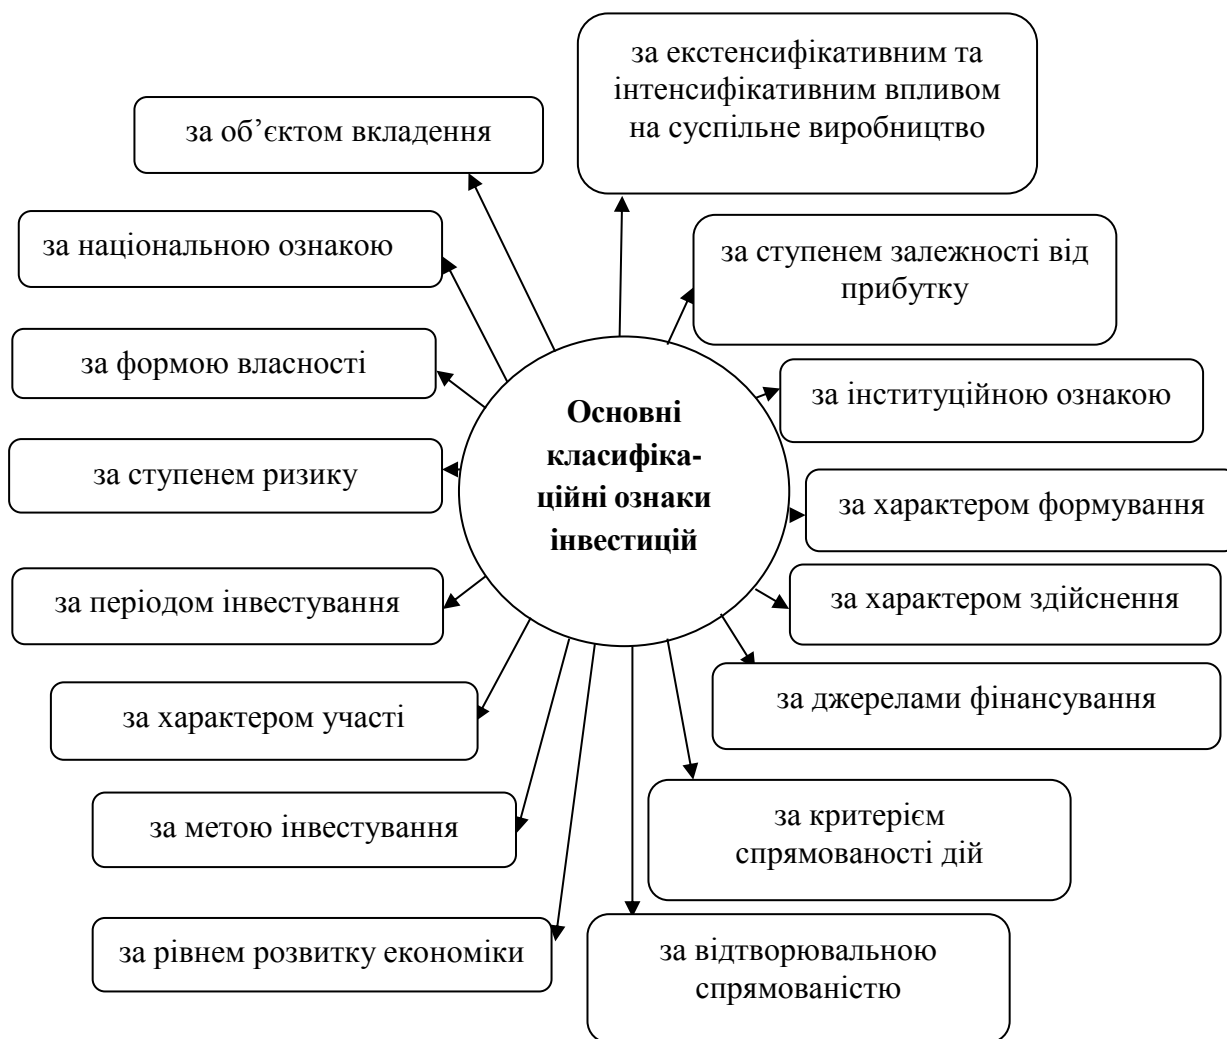 за екстенсифікативним та
інтенсифікативним впливом
на суспільне виробництво
за об’єктом вкладення
за національною ознакою
за ступенем залежності від
прибутку
за формою власності
за інституційною ознакою
Основні
класифіка-
ційні ознаки
інвестицій
за ступенем ризику
за характером формування
за періодом інвестування
за характером здійснення
за характером участі
за джерелами фінансування
за метою інвестування
за критерієм
спрямованості дій
за рівнем розвитку економіки
за відтворювальною
спрямованістю